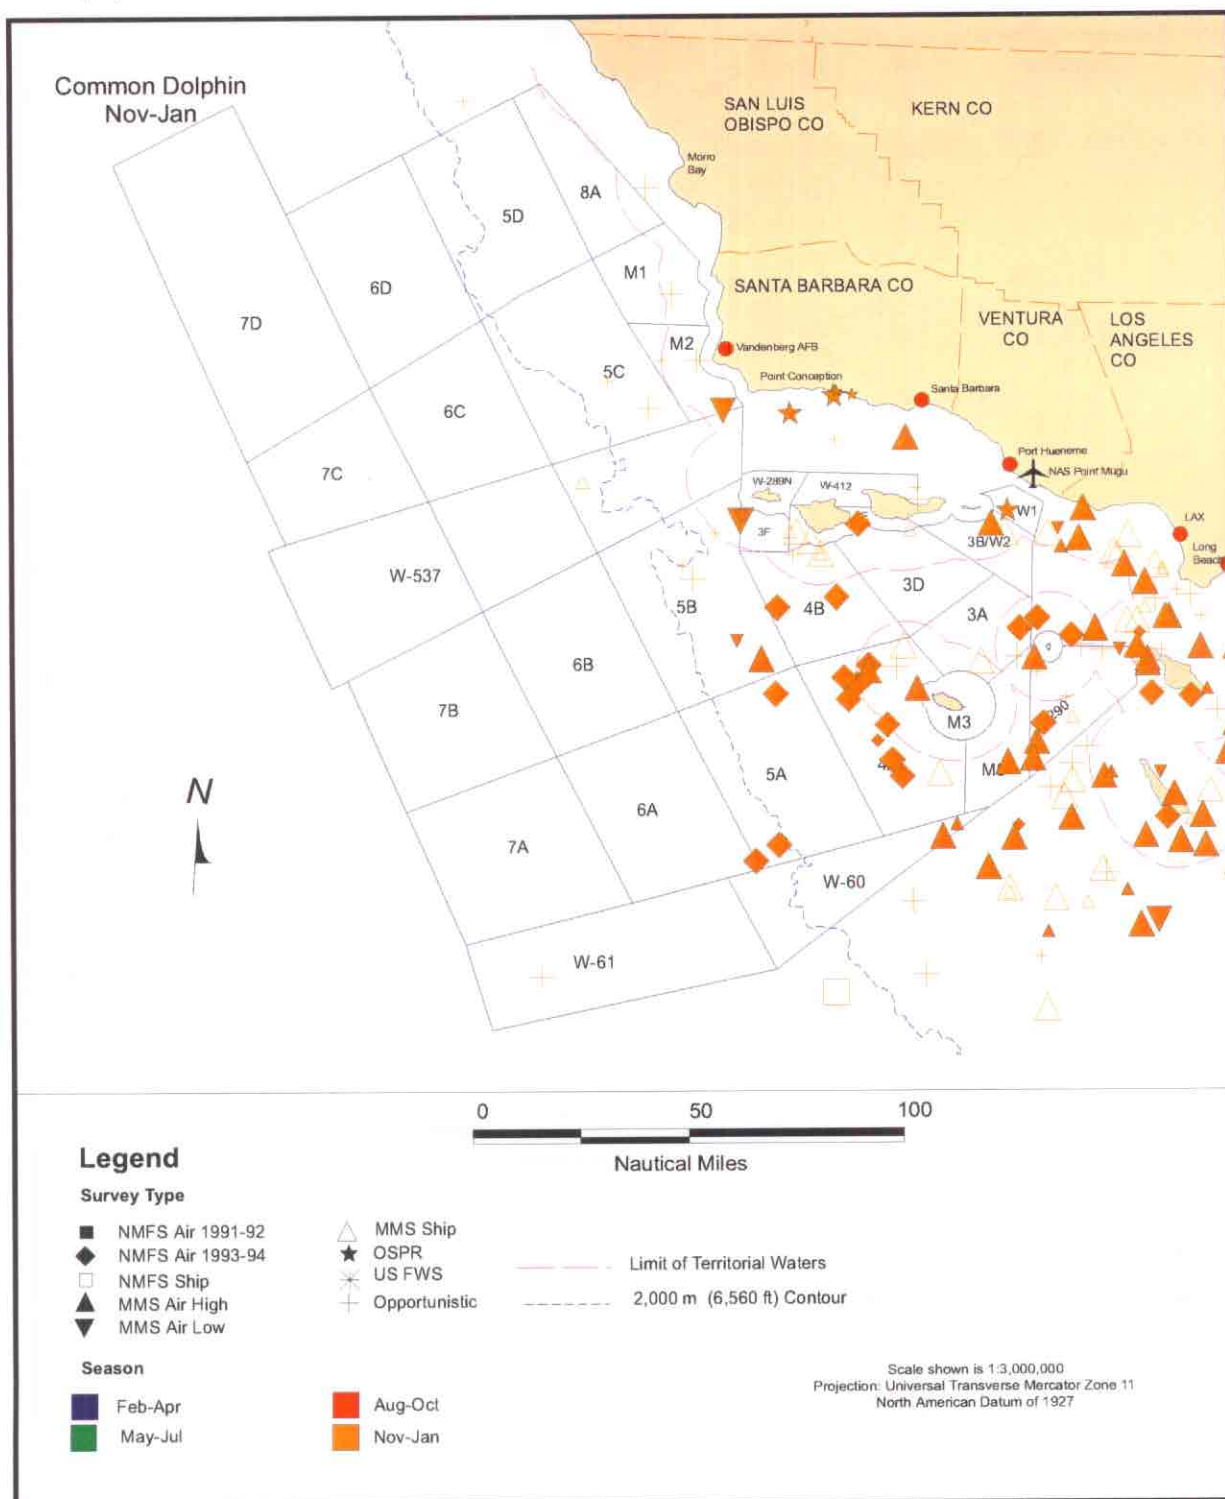 Common Dolphin
Nov-Jan
SAN LUIS
OBISPO CO
KERN CO
Morro
Bay
8A
5D
6D
7D
M1
SANTA BARBARA CO
VENTURA
CO
LOS
ANGELES
CO
M2
Vandenberg AFB
Point Conception
Santa Barbara
5C
6C
7C
Port Hueneme
NAS Point Mugu
W-289N
W-412
W1
3F
3B/W2
LAX
Long
Beach
W-537
5B
4B
3D
3A
6B
7B
M3
290
5A
6A
7A
W-60
W-61
N
0
50
100
Nautical Miles
Legend
Survey Type
NMFS Air 1991-92
NMFS Air 1993-94
NMFS Ship
MMS Air High
MMS Air Low
MMS Ship
OSPR
US FWS
Opportunistic
Limit of Territorial Waters
2,000 m (6,560 ft) Contour
Season
Feb-Apr
May-Jul
Aug-Oct
Nov-Jan
Scale shown is 1:3,000,000
Projection: Universal Transverse Mercator Zone 11
North American Datum of 1927